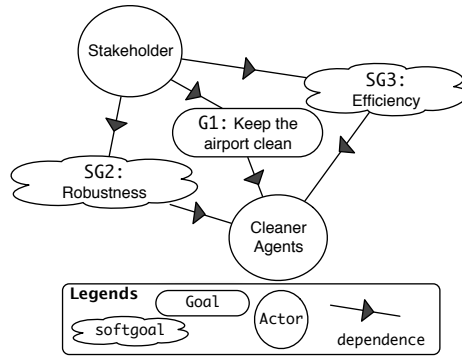 Stakeholder
SG3:
Efficiency
G1: Keep the
airport clean
SG2:
Robustness
Cleaner
Agents
Legends
Goal
softgoal
Actor
dependence